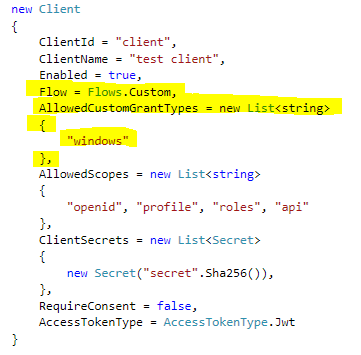 new Client
{
    ClientId = "client",
    ClientName = "test client",
    Enabled = true,
    Flow = Flows.Custom,
    AllowedCustomGrantTypes = new List<string>
    {
        "windows"
    },
    AllowedScopes = new List<string>
    {
        "openid", "profile", "roles", "api"
    },
    ClientSecrets = new List<Secret>
    {
        new Secret("secret".Sha256()),
    },
    RequireConsent = false,
    AccessTokenType = AccessTokenType.Jwt
}